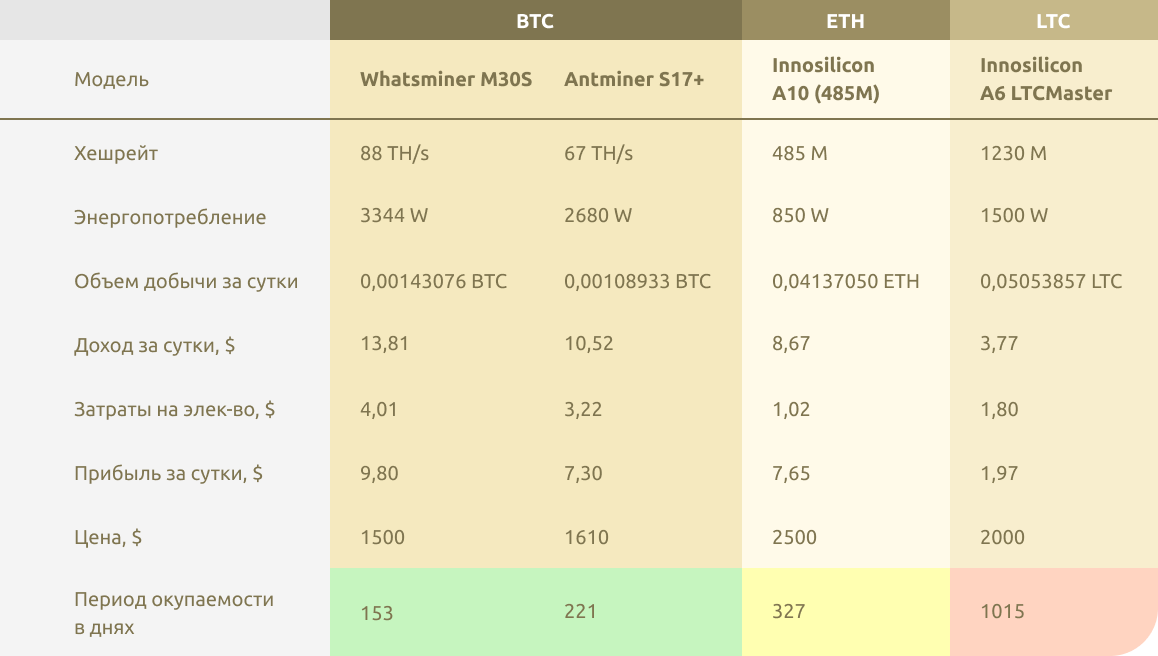 BTC ETH LTC
Модель Whatsminer M30S Antminer S17+ Innosilicon A10 (485M) Innosilicon A6 LTCMaster
Хешрейт 88 TH/s 67 TH/s 485 M 1230 M
Энергопотребление 3344 W 2680 W 850 W 1500 W
Объем добычи за сутки 0,00143076 BTC 0,00108933 BTC 0,04137050 ETH 0,05053857 LTC
Доход за сутки, $ 13,81 10,52 8,67 3,77
Затраты на элек-во, $ 4,01 3,22 1,02 1,80
Прибыль за сутки, $ 9,80 7,30 7,65 1,97
Цена, $ 1500 1610 2500 2000
Период окупаемости
в днях 153 221 327 1015